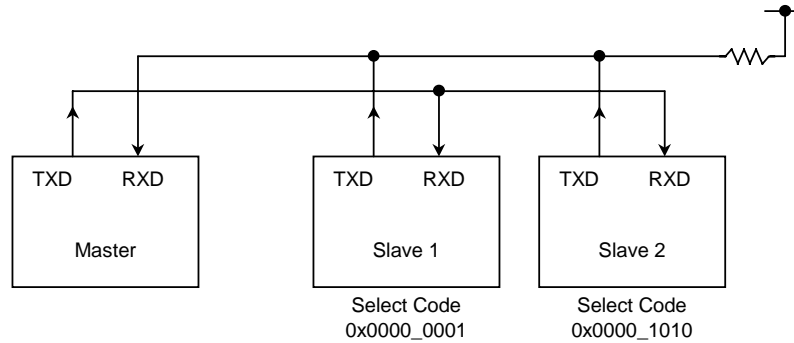 TXD RXD
Master
TXD RXD
Slave 1
Select Code
0x0000_0001
TXD RXD
Slave 2
Select Code
0x0000_1010